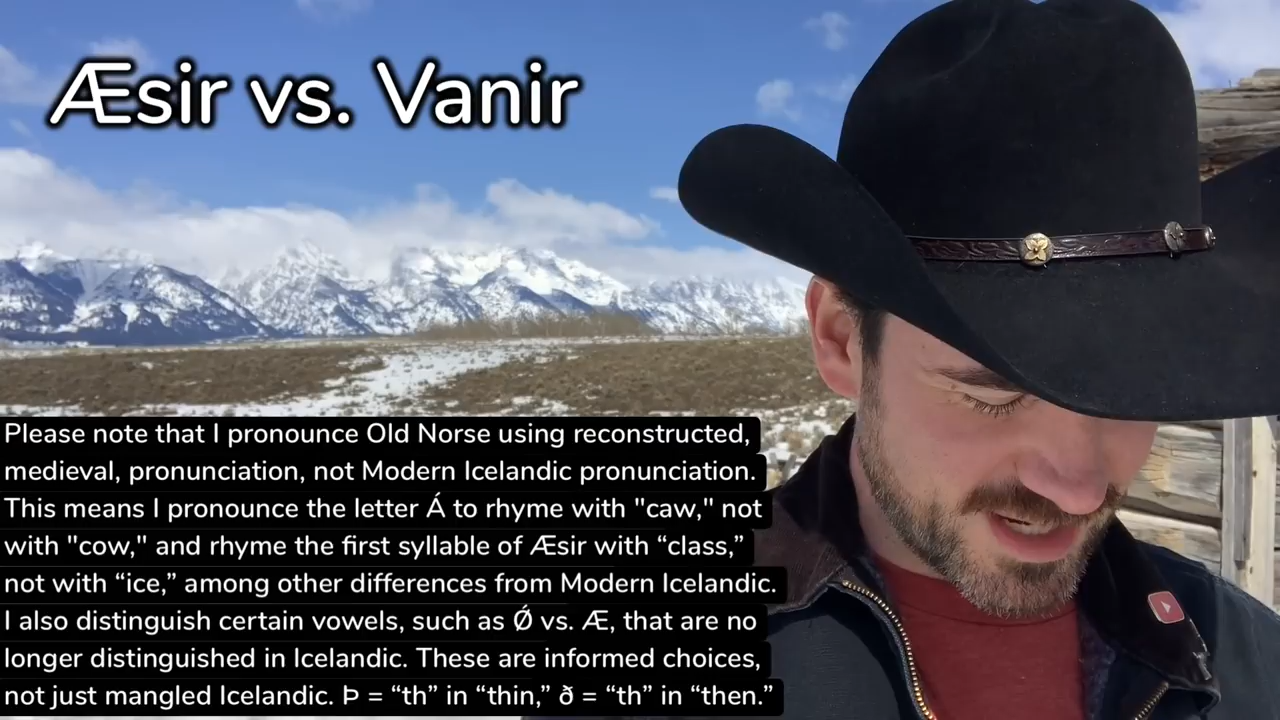 Æsir vs. Vanir
Please note that I pronounce Old Norse using reconstructed,
medieval, pronunciation, not Modern Icelandic pronunciation.
This means I pronounce the letter Á to rhyme with "caw," not
with "cow," and rhyme the first syllable of Æsir with “class,”
not with “ice,” among other differences from Modern Icelandic.
I also distinguish certain vowels, such as Ǿ vs. Æ, that are no
longer distinguished in Icelandic. These are informed choices,
not just mangled Icelandic. Þ = “th” in “thin,” ð = “th” in “then.”